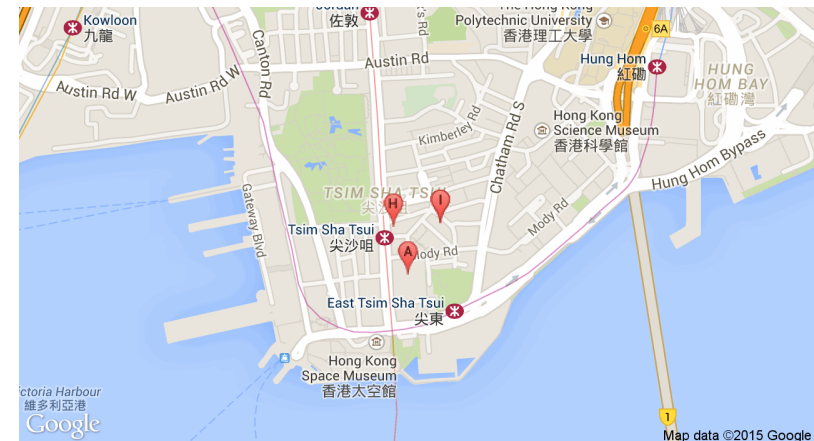 Jordan
佐敦
Kowloon
九龍
The Hong Kong
Polytechnic University
香港理工大學
6A
Canton Rd
Austin Rd
Hung Hom
紅磡
HUNG
HOM BAY
紅磡灣
Austin Rd W
Austin Rd W
Kimberley Rd
Chatham Rd S
Hong Kong
Science Museum
香港科學館
Hung Hom Bypass
TSIM SHA TSUI
尖沙咀
H
I
Gateway Blvd
Mody Rd
Tsim Sha Tsui
尖沙咀
A
Mody Rd
East Tsim Sha Tsui
尖東
Hong Kong
Space Museum
香港太空館
ictoria Harbour
維多利亞港
Google
1
Map data ©2015 Google